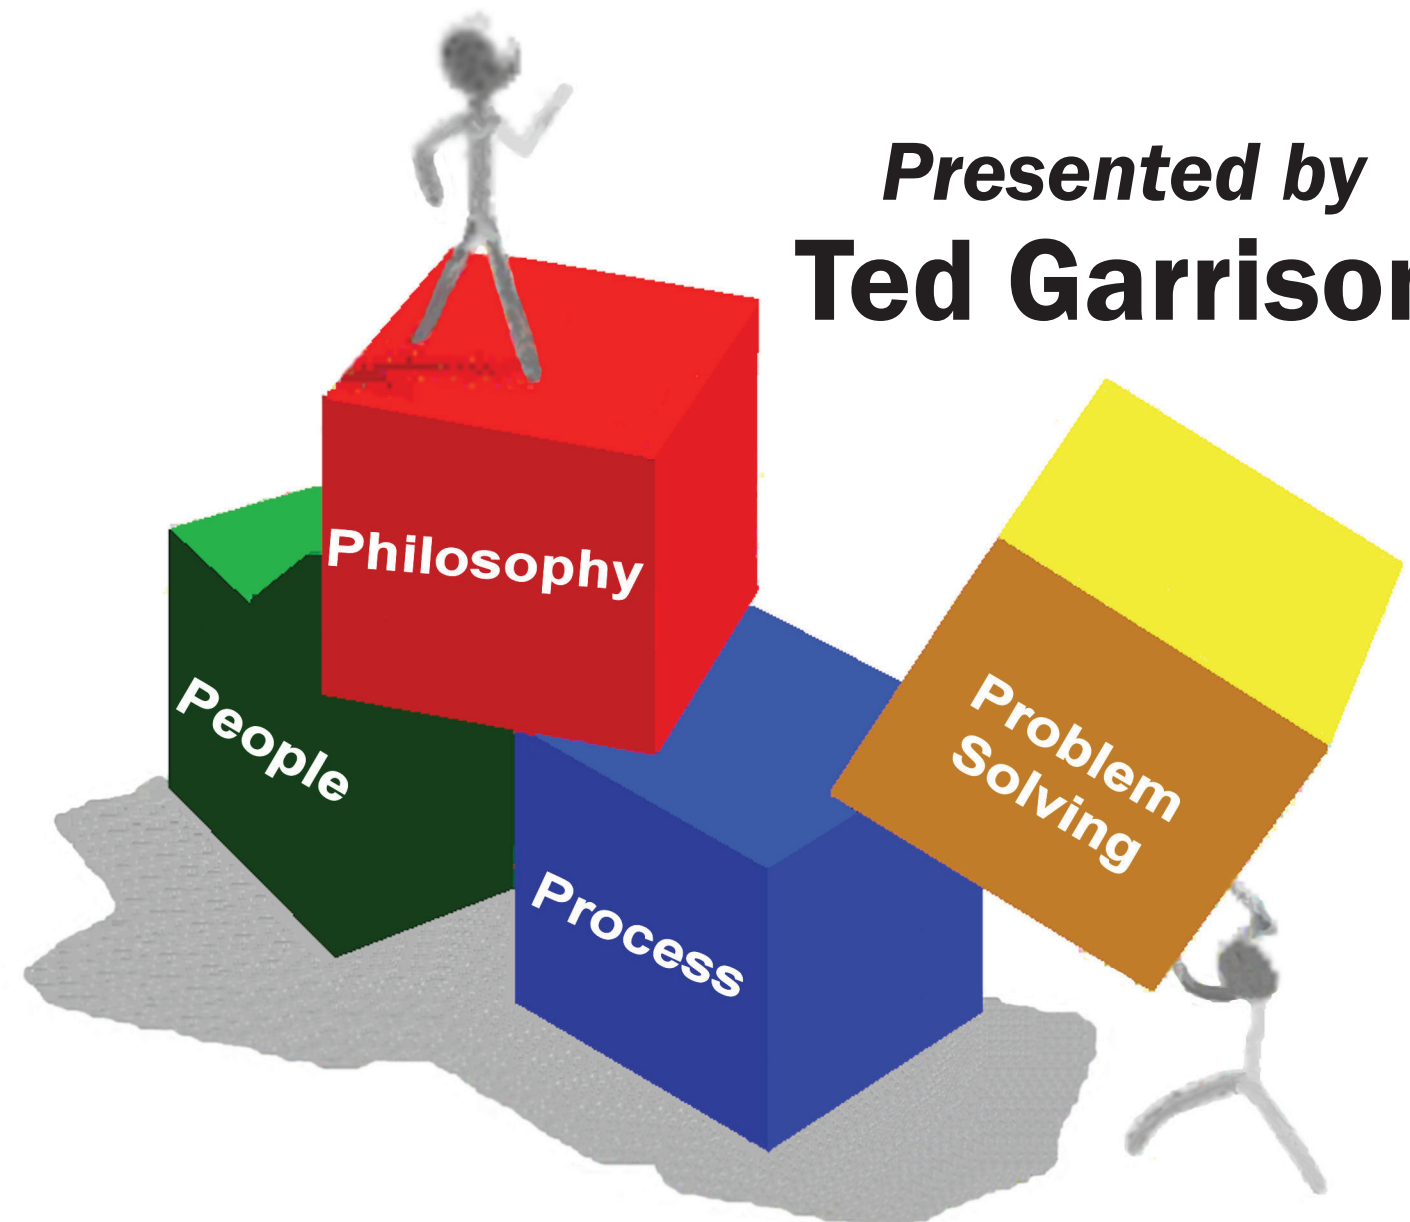 Presented by
Ted Garrison
Philosophy
People
Problem
Solving
Process